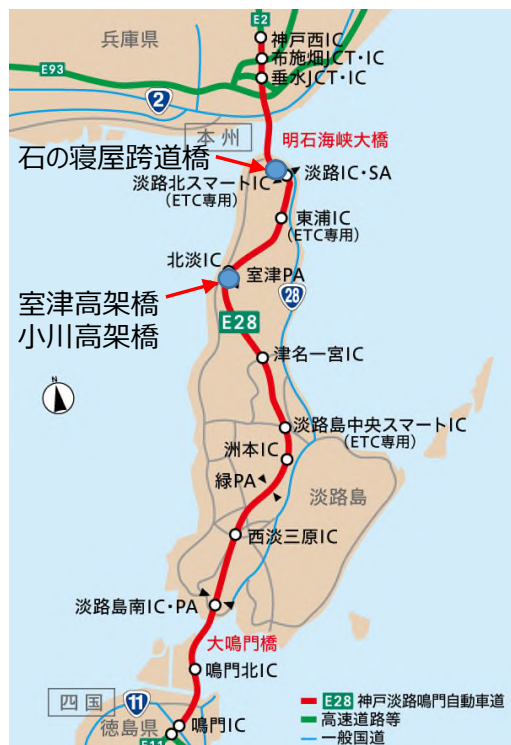 E2
兵庫県
神戸西IC
布施畑JCT・IC
E93
垂水JCT・IC
2
本州
明石海峡大橋
石の寝屋跨道橋
淡路IC・SA
淡路北スマートIC
(ETC専用)
東浦IC
(ETC専用)
北淡IC
室津PA
28
室津高架橋
小川高架橋
E28
津名一宮IC
N
淡路島中央スマートIC
(ETC専用)
洲本IC
緑PA
淡路島
西淡三原IC
淡路島南IC・PA
大鳴門橋
鳴門北IC
四国
11
徳島県
鳴門IC
E11
E28 神戸淡路鳴門自動車道
高速道路等
一般国道